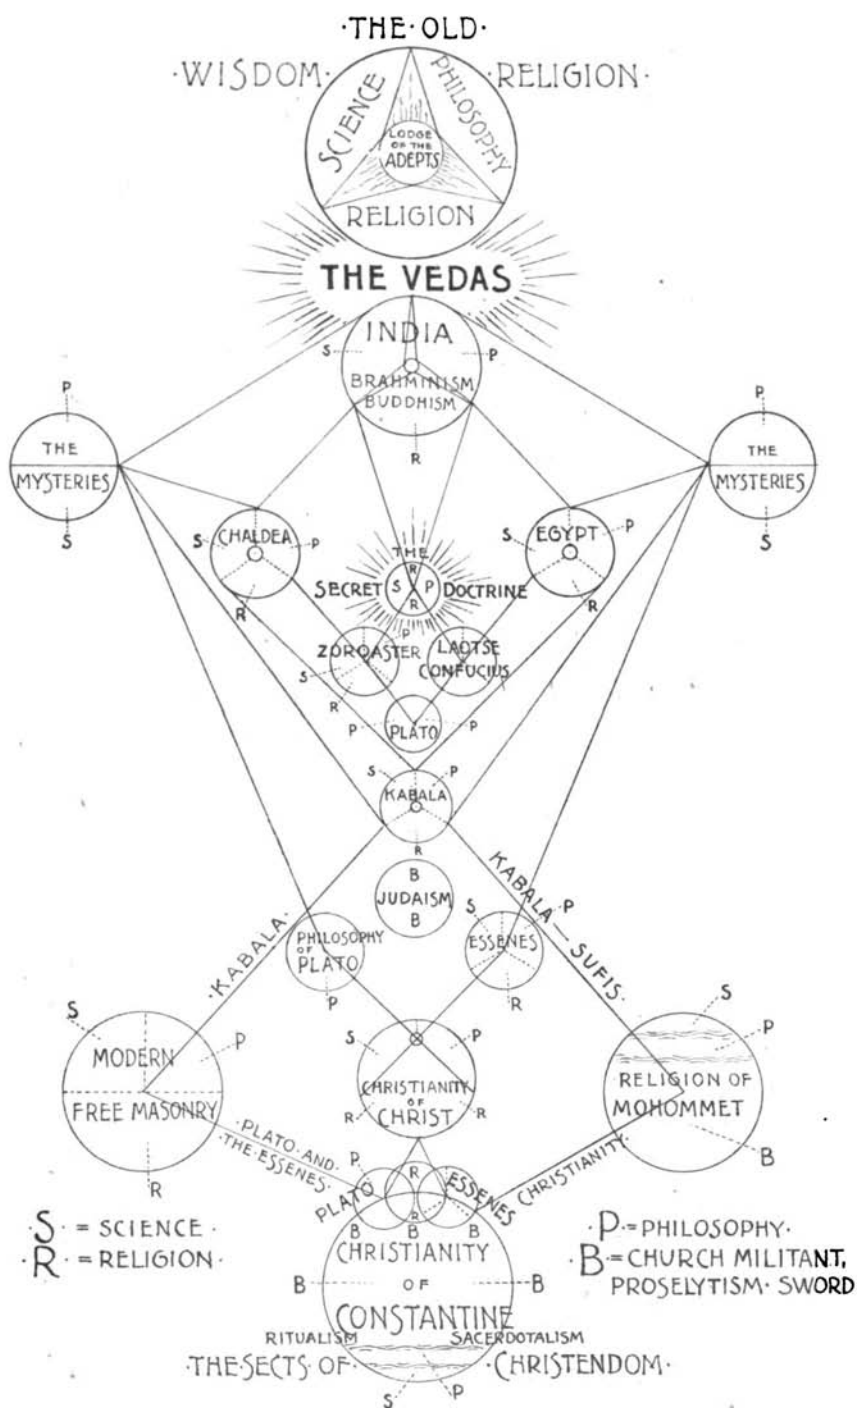 ·THE·OLD·
·WISDOM· ·RELIGION·
SCIENCE
PHILOSOPHY
LODGE
OF THE
ADEPTS
RELIGION
THE VEDAS
INDIA
S P
BRAHMINISM
BUDDHISM
R
P
THE
MYSTERIES
S
P
THE
MYSTERIES
S
CHALDEA
S P
R
EGYPT
S P
R
THE
SECRET DOCTRINE
R
S P
R
ZOROASTER
P
S
R
LAOTSE
CONFUCIUS
PLATO
P P
S P
KABALA
R
B
JUDAISM
B
·KABALA·
KABALA—SUFIS·
PHILOSOPHY
OF
PLATO
P
S P
ESSENES
R
S
MODERN P
FREE MASONRY
R
S P
CHRISTIANITY
OF
CHRIST
R R
S
P
RELIGION OF
MOHOMMET
B
·PLATO AND·
·THE ESSENES·
CHRISTIANITY·
P
PLATO
R
R
ESSENES
B B B
CHRISTIANITY
B OF B
CONSTANTINE
RITUALISM SACERDOTALISM
·THE SECTS OF· ·CHRISTENDOM·
S P
·S· = SCIENCE·
·R· = RELIGION·
·P·=PHILOSOPHY·
·B·=CHURCH MILITANT,
PROSELYTISM· SWORD